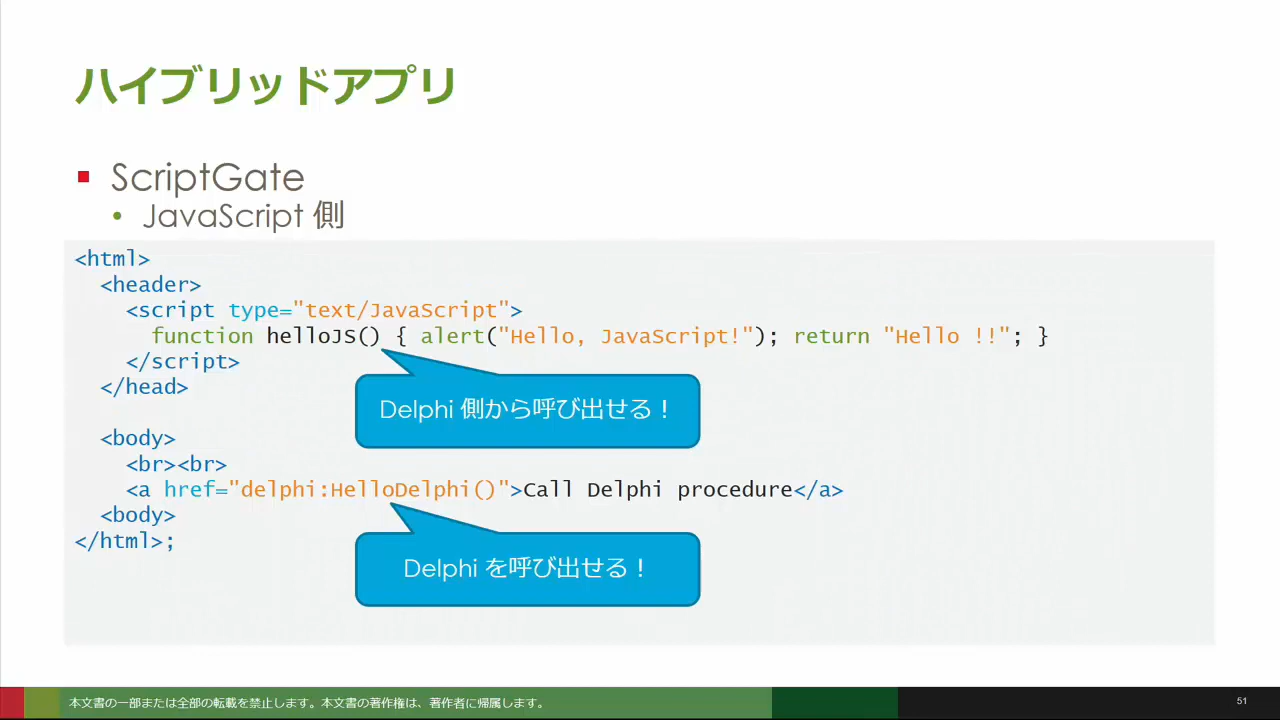 ハイブリッドアプリ
ScriptGate
JavaScript 側
<html>
<header>
<script type="text/JavaScript">
function helloJS() { alert("Hello, JavaScript!"); return "Hello !!"; }
</script>
</head>
Delphi 側から呼び出せる！
<body>
<br><br>
<a href="delphi:HelloDelphi()">Call Delphi procedure</a>
<body>
</html>;
Delphi を呼び出せる！
本文書の一部または全部の転載を禁止します。本文書の著作権は、著作者に帰属します。
51